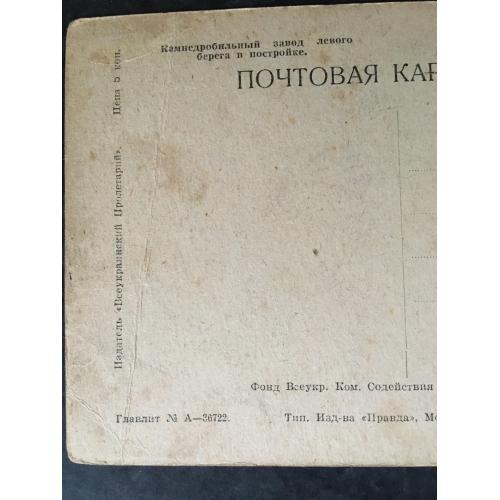 Камнедробильный завод левого
берега в постройке.
ПОЧТОВАЯ КАР
Издатель «Всеукраинский Пролетарий». Цена 5 коп.
Фонд Всеукр. Ком. Содействия
Главлит № А—36722. Тип. Изд-ва «Правда», Мо